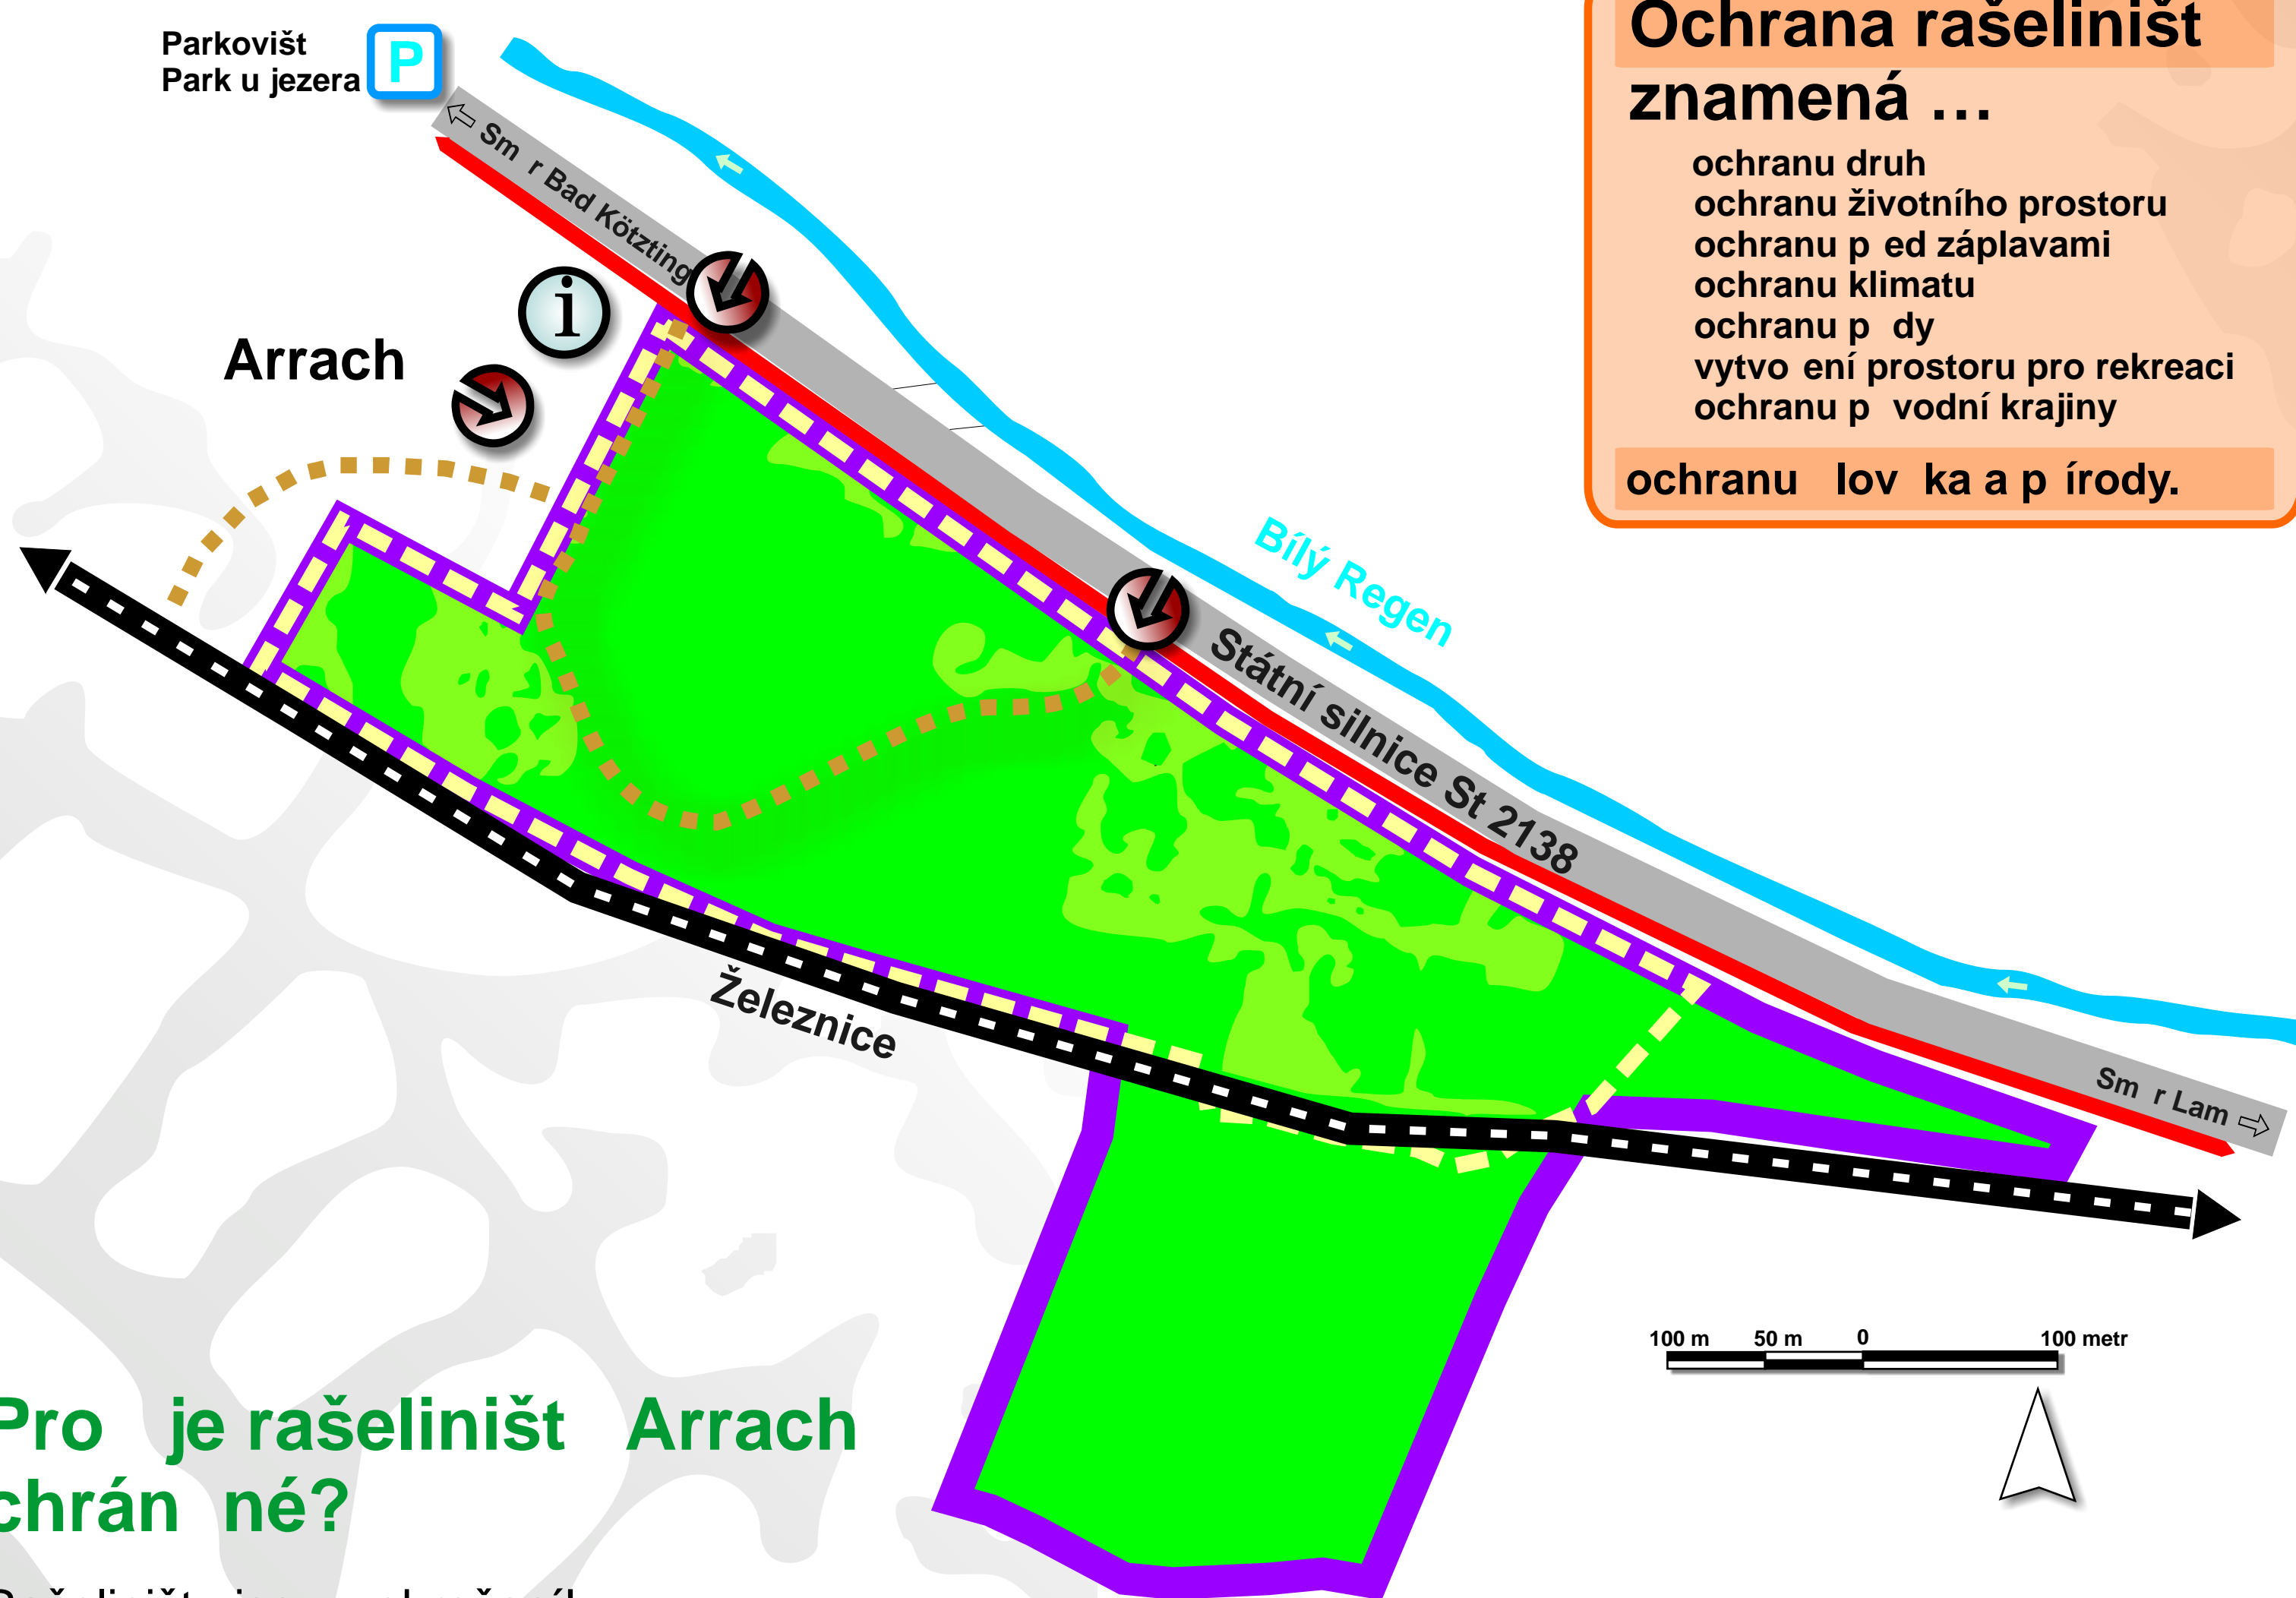 Parkovišt
Park u jezera
P
Sm r Bad Kötzting
i
Arrach
Ochrana rašeliništ
znamená ...
ochranu druh
ochranu životního prostoru
ochranu p ed záplavami
ochranu klimatu
ochranu p dy
vytvo ení prostoru pro rekreaci
ochranu p vodní krajiny
ochranu lov ka a p írody.
Bílý Regen
Státní silnice St 2138
Železnice
Sm r Lam
100 m 50 m 0 100 metr
Pro je rašeliništ Arrach
chrán né?